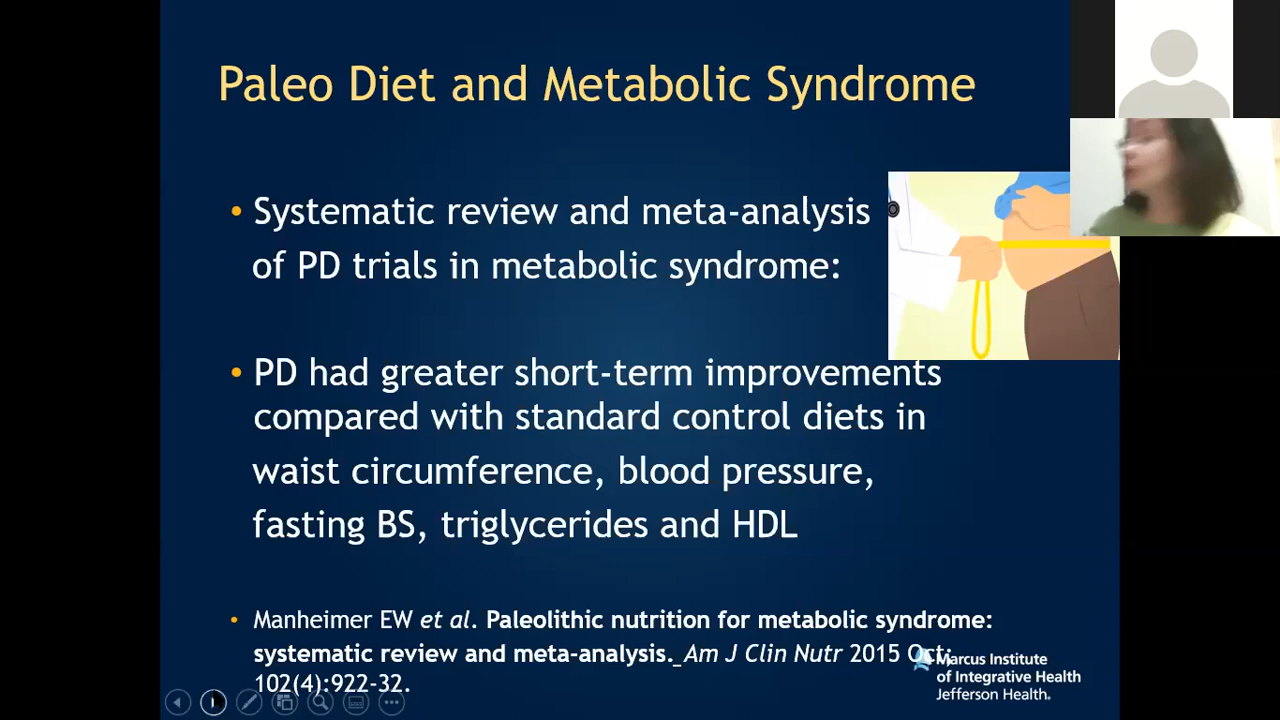 Paleo Diet and Metabolic Syndrome
• Systematic review and meta-analysis
of PD trials in metabolic syndrome:
• PD had greater short-term improvements
compared with standard control diets in
waist circumference, blood pressure,
fasting BS, triglycerides and HDL
• Manheimer EW et al. Paleolithic nutrition for metabolic syndrome:
systematic review and meta-analysis. Am J Clin Nutr 2015 Oct;
102(4):922-32.
Marcus Institute
of Integrative Health
Jefferson Health.